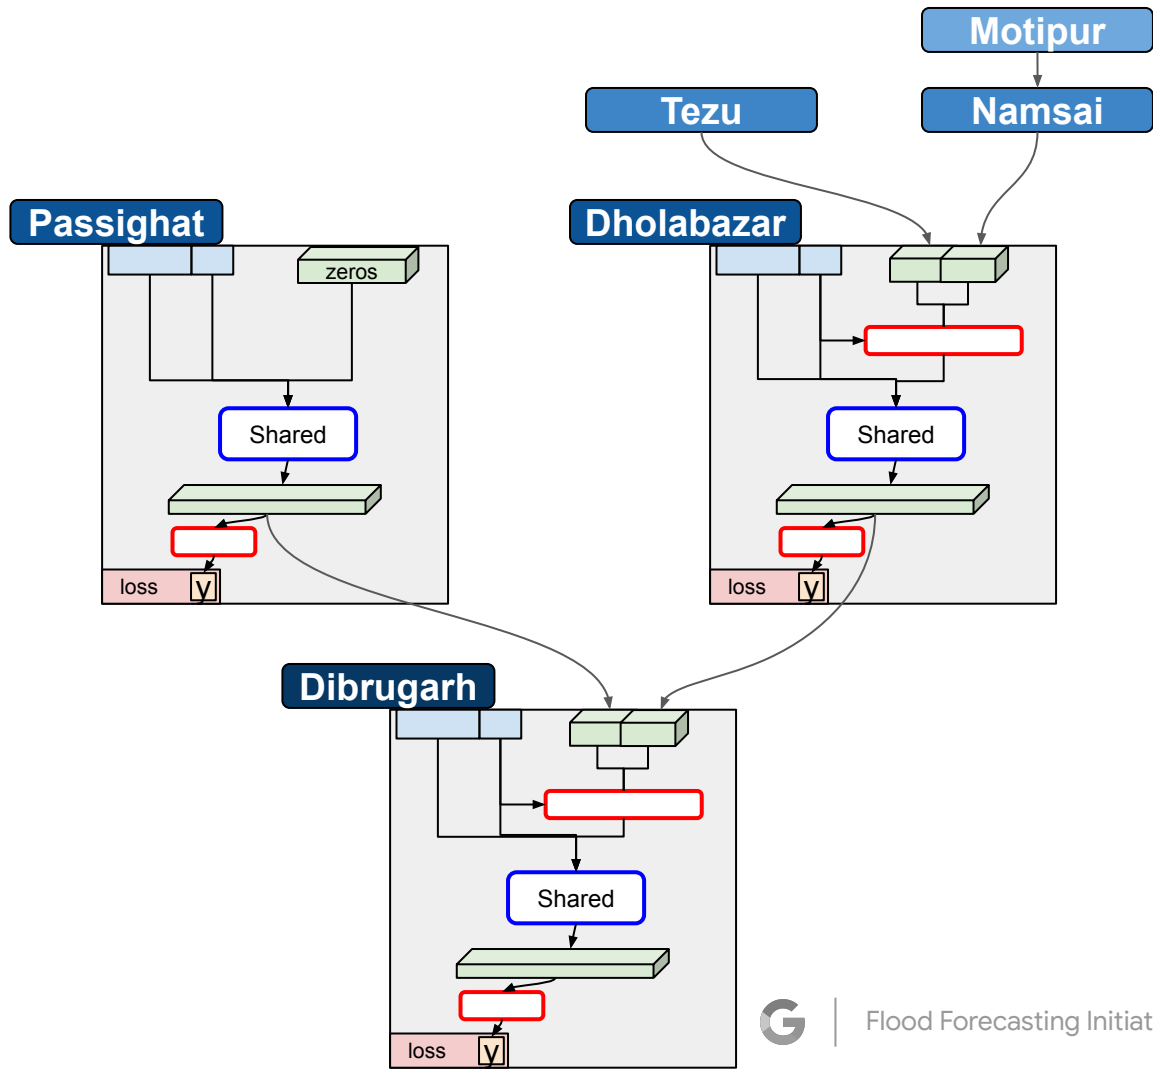 Motipur
Tezu
Namsai
Passighat
Dholabazar
zeros
Shared
Shared
loss
y
loss
y
Dibrugarh
Shared
loss
y
G
Flood Forecasting Initiat